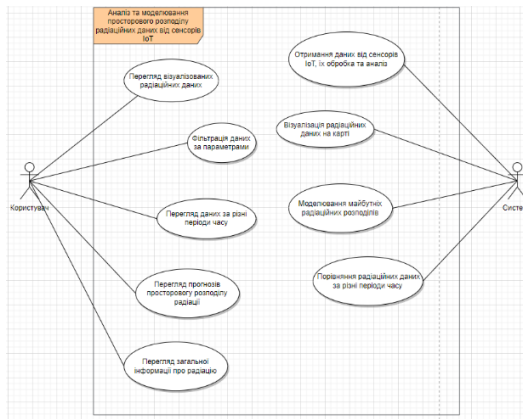 Аналіз та моделювання
просторового розподілу
радіаційних даних від сенсорів
IoT
Перегляд візуалізованих
радіаційних даних
Фільтрація даних
за параметрами
Перегляд даних за різні
періоди часу
Перегляд прогнозів
просторового розподілу
радіації
Перегляд загальної
інформації про радіацію
Користувач
Отримання даних від сенсорів
IoT, їх обробка та аналіз
Візуалізація радіаційних
даних на карті
Моделювання майбутніх
радіаційних розподілів
Порівняння радіаційних даних
за різні періоди часу
Систе